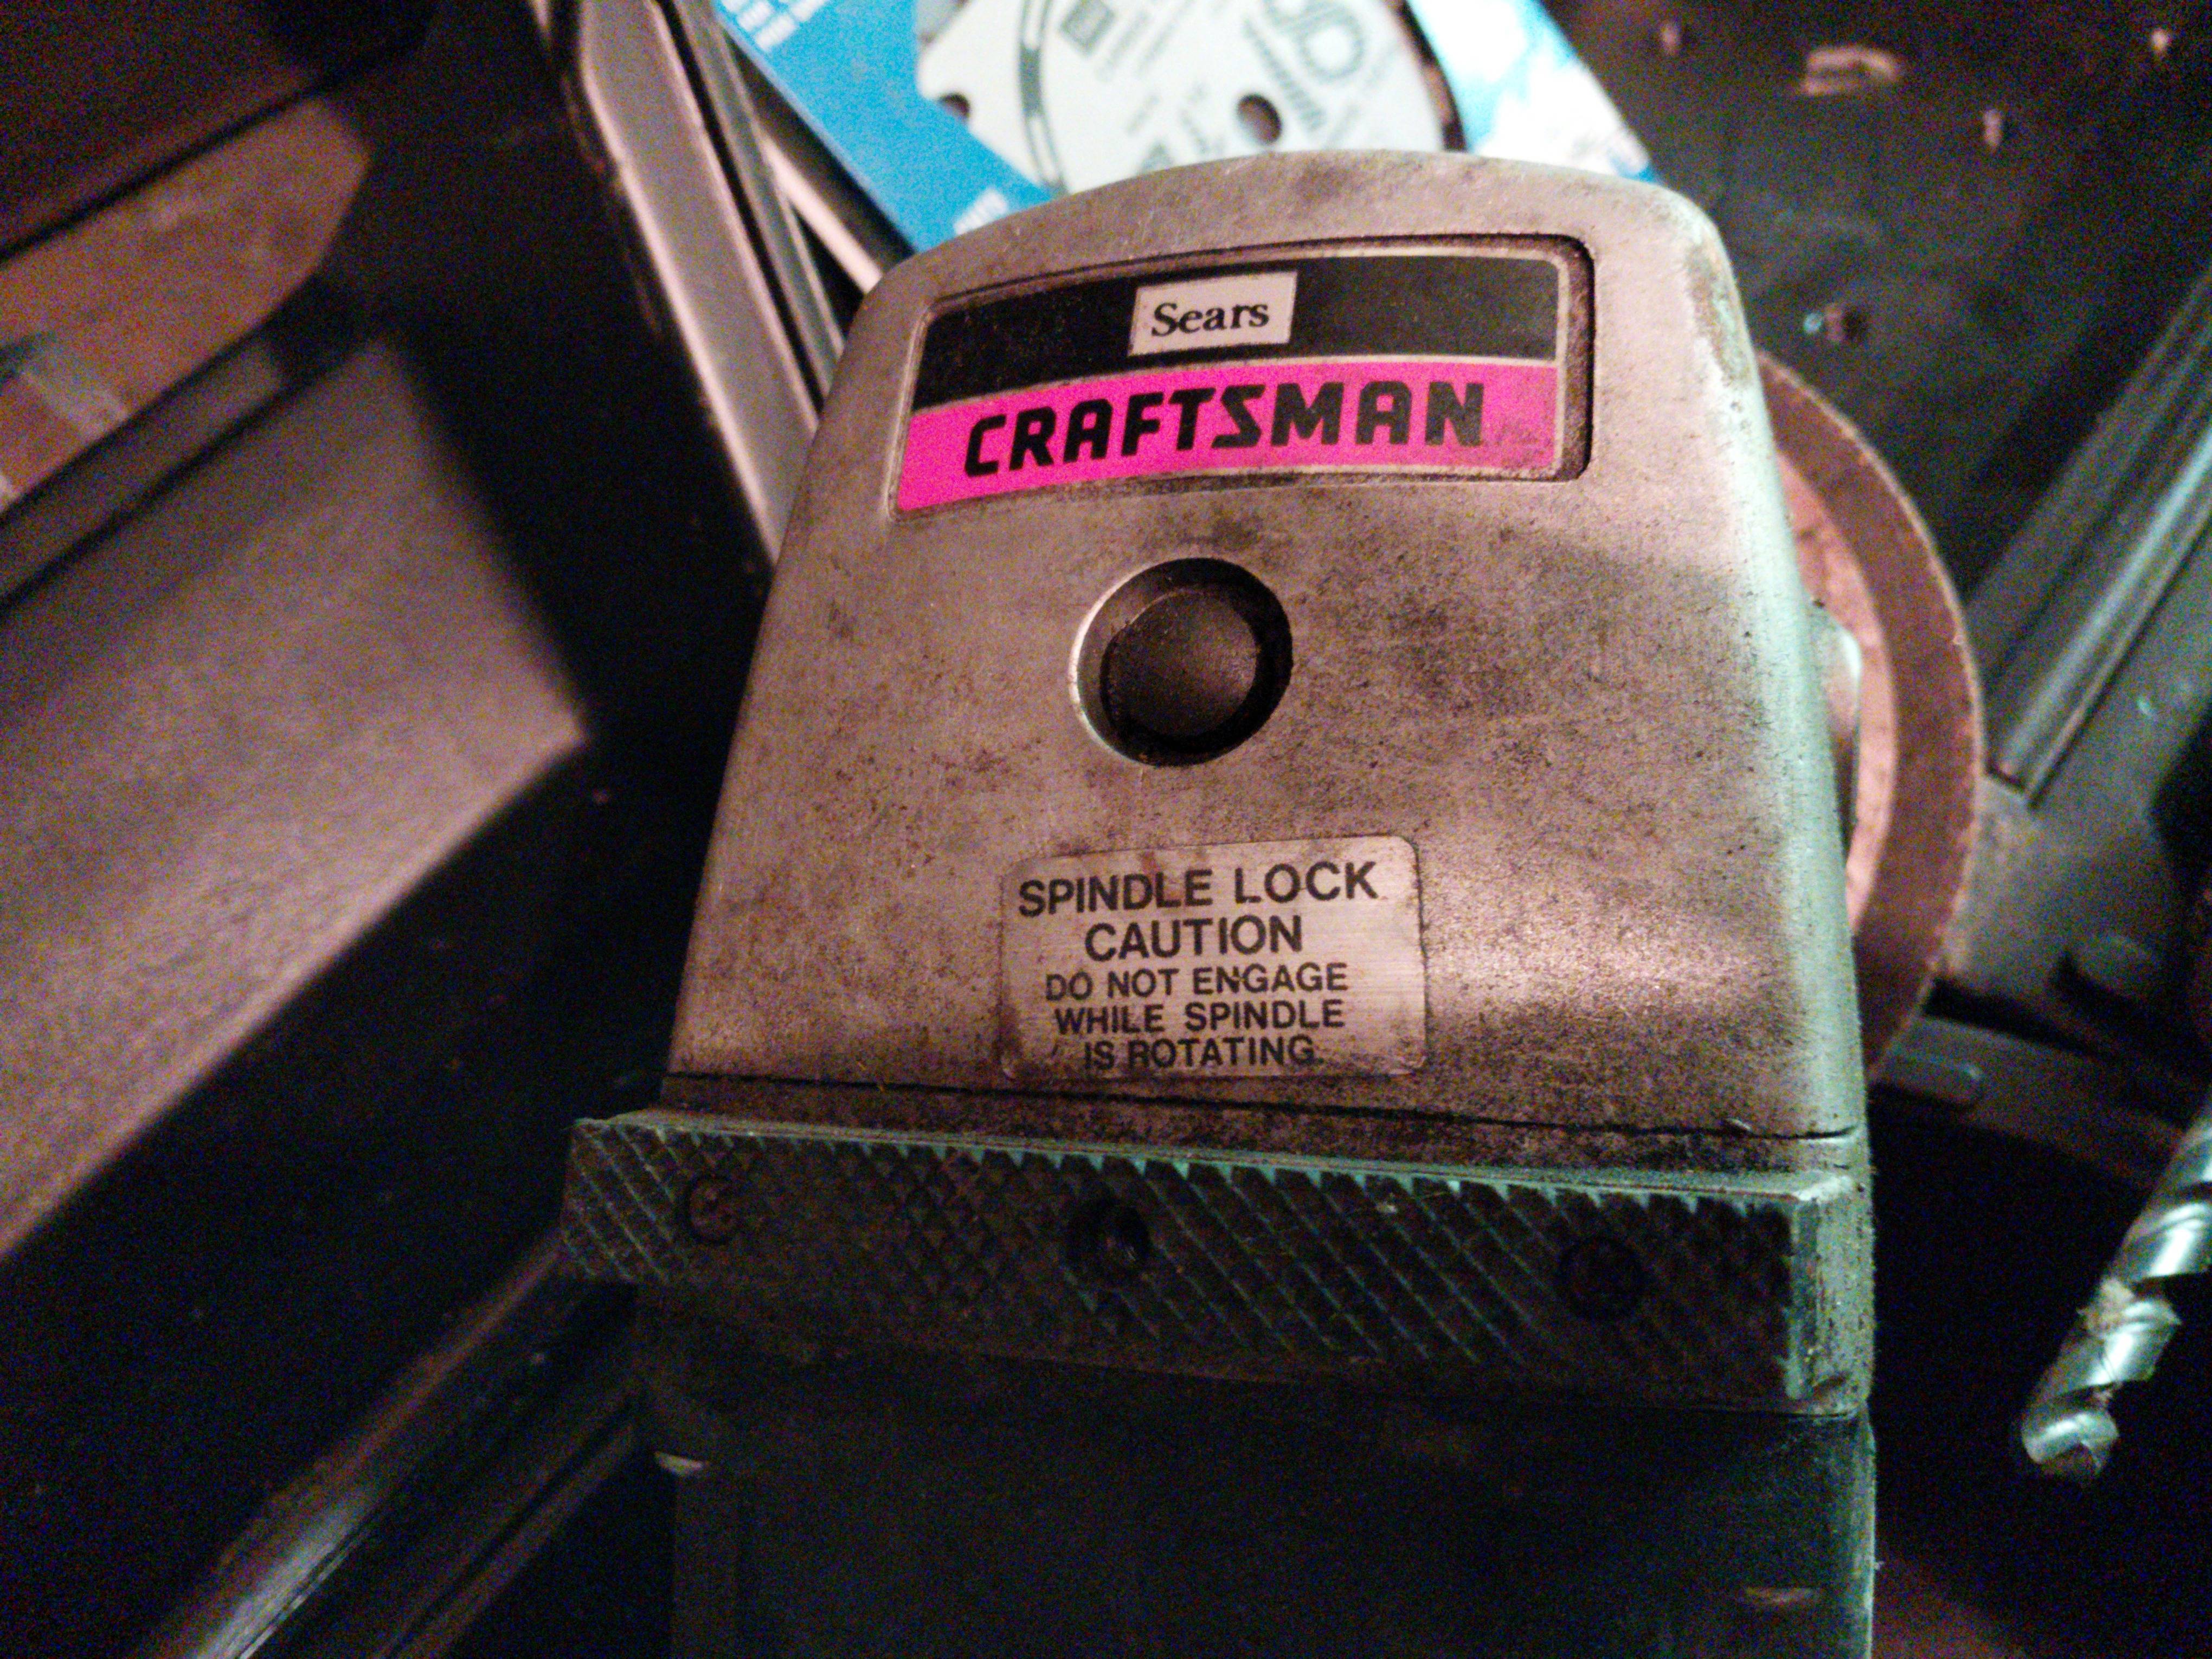 Sears
CRAFTSMAN
SPINDLE LOCK
CAUTION
DO NOT ENGAGE
WHILE SPINDLE
IS ROTATING.